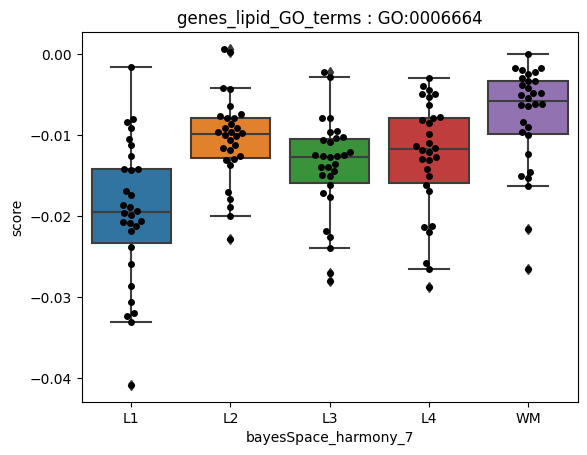 genes_lipid_GO_terms : GO:0006664
0.00
−0.01
−0.02
−0.03
−0.04
score
L1 L2 L3 L4 WM
bayesSpace_harmony_7